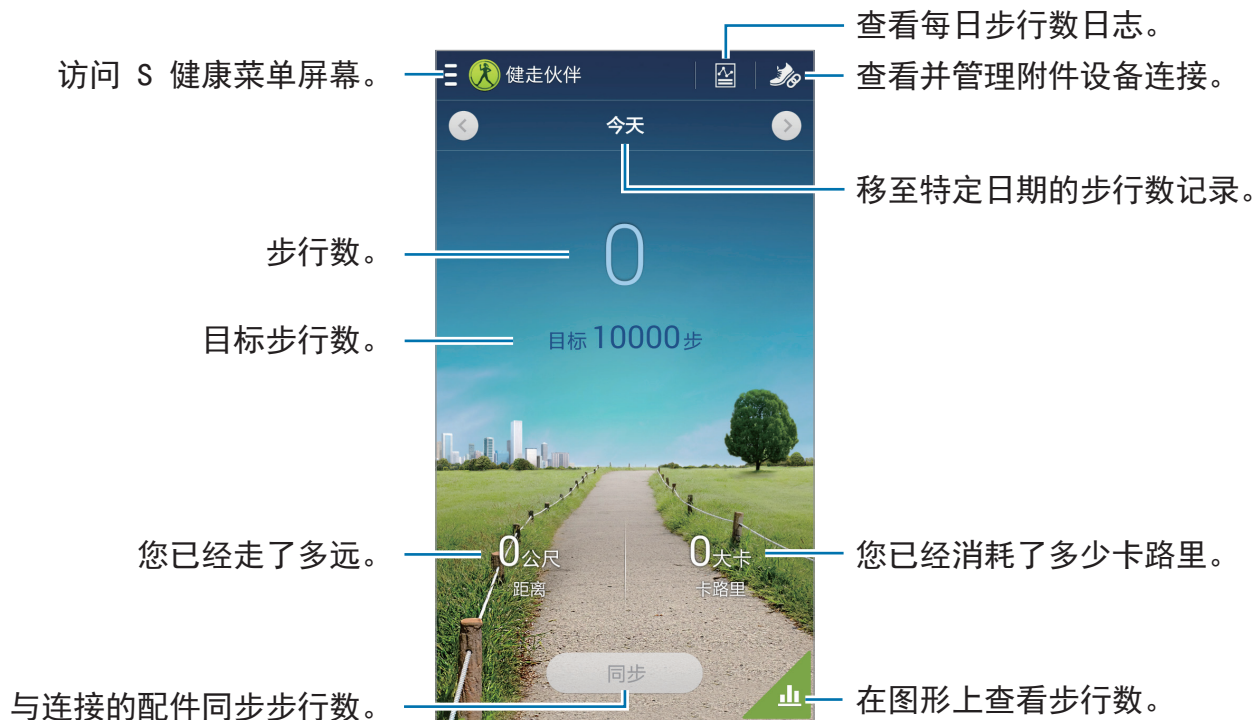 查看每日步行数日志。
访问 S 健康菜单屏幕。
健走伙伴
查看并管理附件设备连接。
今天
移至特定日期的步行数记录。
步行数。
0
目标步行数。
目标 10000步
您已经走了多远。
0公尺
距离
0大卡
卡路里
您已经消耗了多少卡路里。
同步
与连接的配件同步步行数。
在图形上查看步行数。